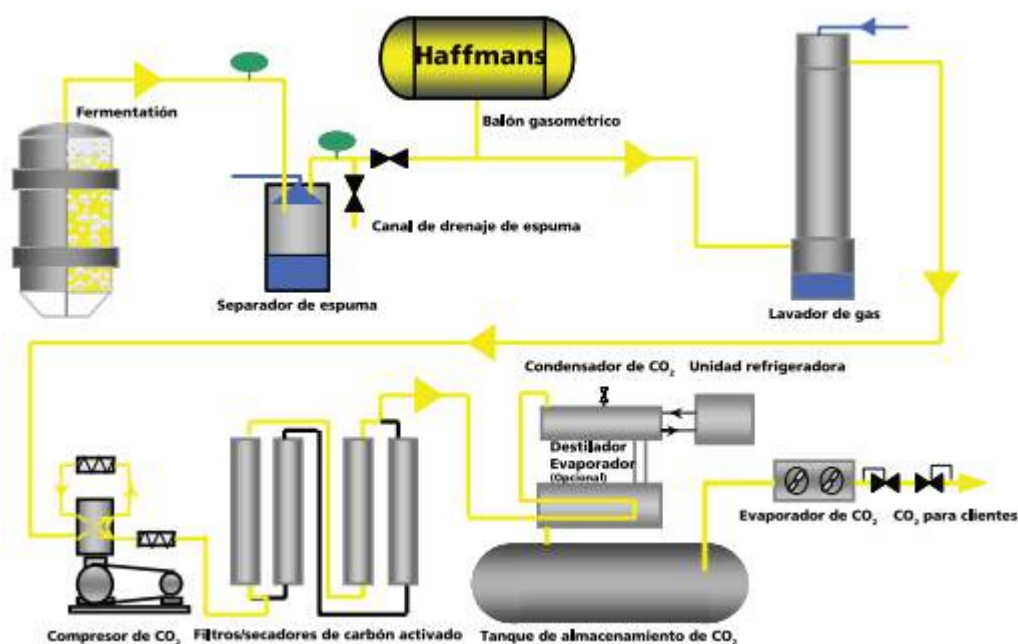 Haffmans
Fermentatión
Balón gasométrico
Canal de drenaje de espuma
Separador de espuma
Lavador de gas
Condensador de CO₂
Unidad refrigeradora
Destilador
Evaporador
(Opcional)
Evaporador de CO₂
CO₂ para clientes
Compresor de CO₂
Filtros/secadores de carbón activado
Tanque de almacenamiento de CO₂